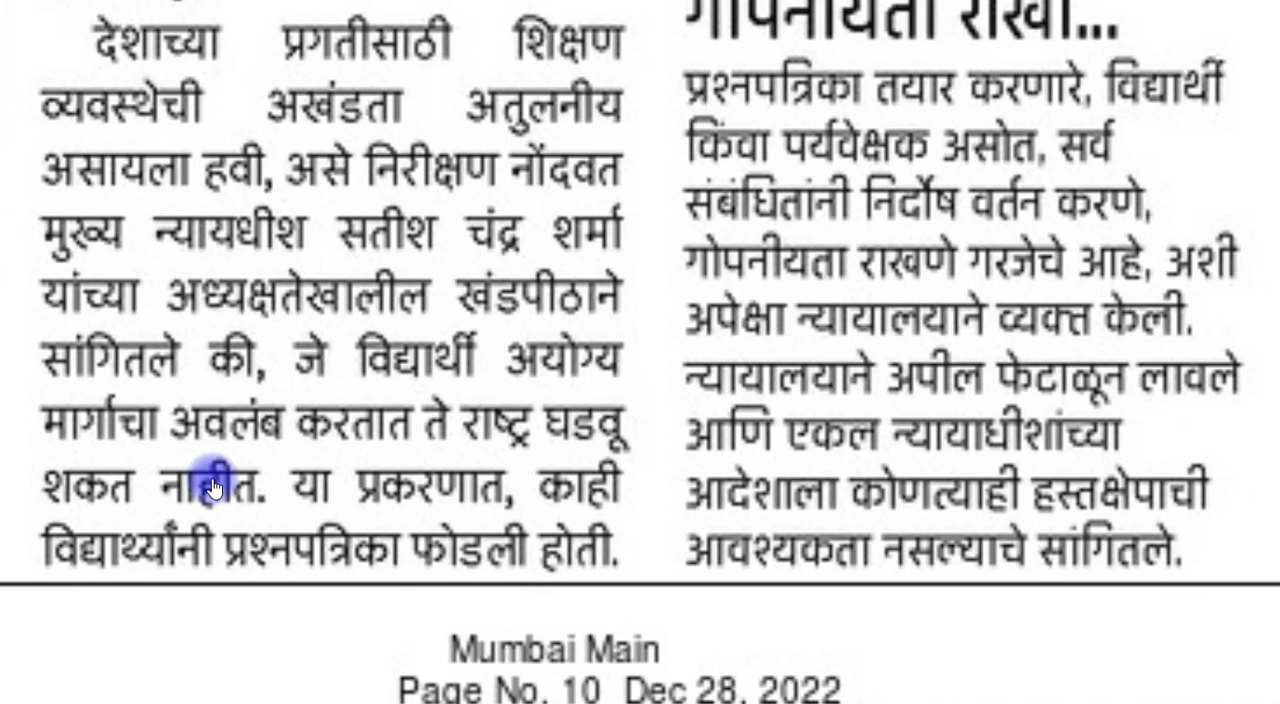 देशाच्या प्रगतीसाठी शिक्षण
व्यवस्थेची अखंडता अतुलनीय
असायला हवी, असे निरीक्षण नोंदवत
मुख्य न्यायधीश सतीश चंद्र शर्मा
यांच्या अध्यक्षतेखालील खंडपीठाने
सांगितले की, जे विद्यार्थी अयोग्य
मार्गाचा अवलंब करतात ते राष्ट्र घडवू
शकत नाहीत. या प्रकरणात, काही
विद्यार्थ्यांनी प्रश्नपत्रिका फोडली होती.
गोपनीयता राखा...
प्रश्नपत्रिका तयार करणारे, विद्यार्थी
किंवा पर्यवेक्षक असोत, सर्व
संबंधितांनी निर्दोष वर्तन करणे,
गोपनीयता राखणे गरजेचे आहे, अशी
अपेक्षा न्यायालयाने व्यक्त केली.
न्यायालयाने अपील फेटाळून लावले
आणि एकल न्यायाधीशांच्या
आदेशाला कोणत्याही हस्तक्षेपाची
आवश्यकता नसल्याचे सांगितले.
Mumbai Main
Page No. 10 Dec 28, 2022